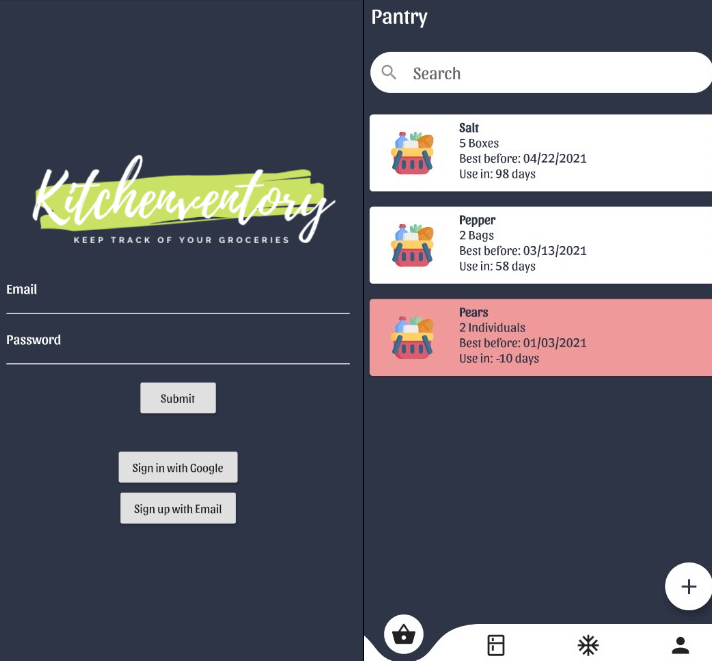 Kitchenventory
KEEP TRACK OF YOUR GROCERIES
Email
Password
Submit
Sign in with Google
Sign up with Email
Pantry
Search
Salt
5 Boxes
Best before: 04/22/2021
Use in: 98 days
Pepper
2 Bags
Best before: 03/13/2021
Use in: 58 days
Pears
2 Individuals
Best before: 01/03/2021
Use in: -10 days